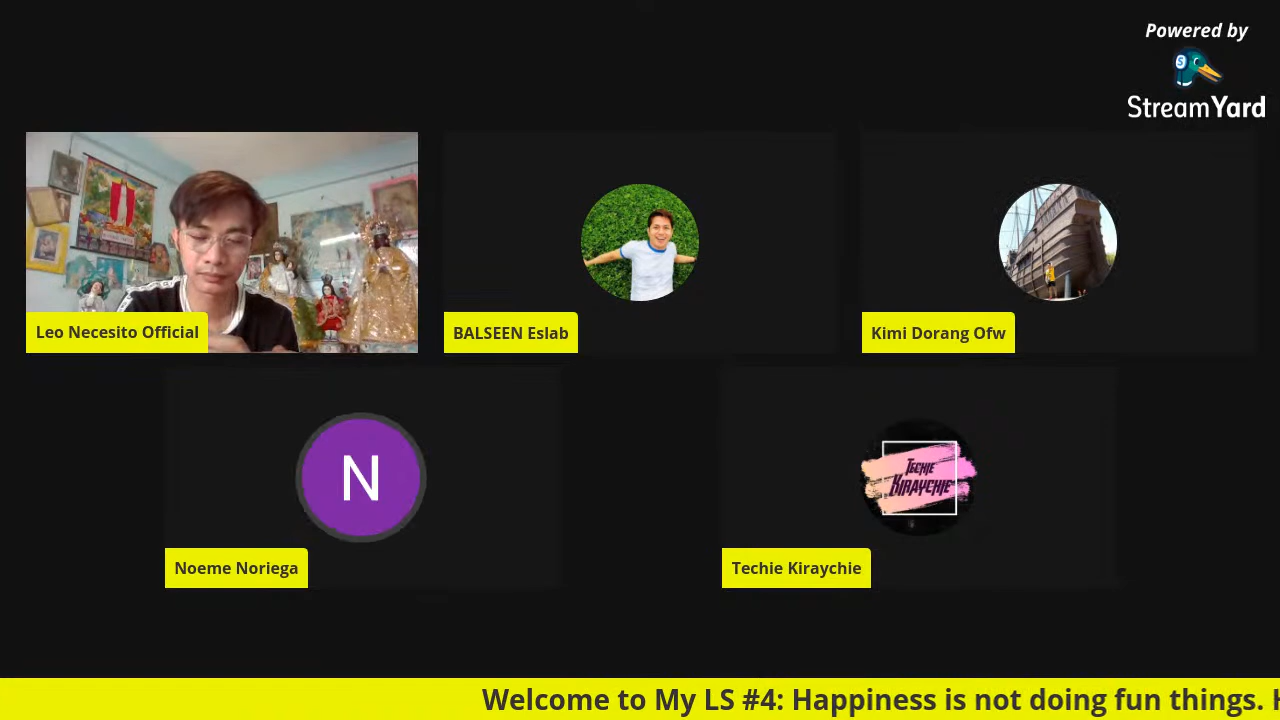 Powered by
StreamYard
Leo Necesito Official
BALSEEN Eslab
Kimi Dorang Ofw
N
Noeme Noriega
TECHIE
KIRAYCHIE
Techie Kiraychie
Welcome to My LS #4: Happiness is not doing fun things.